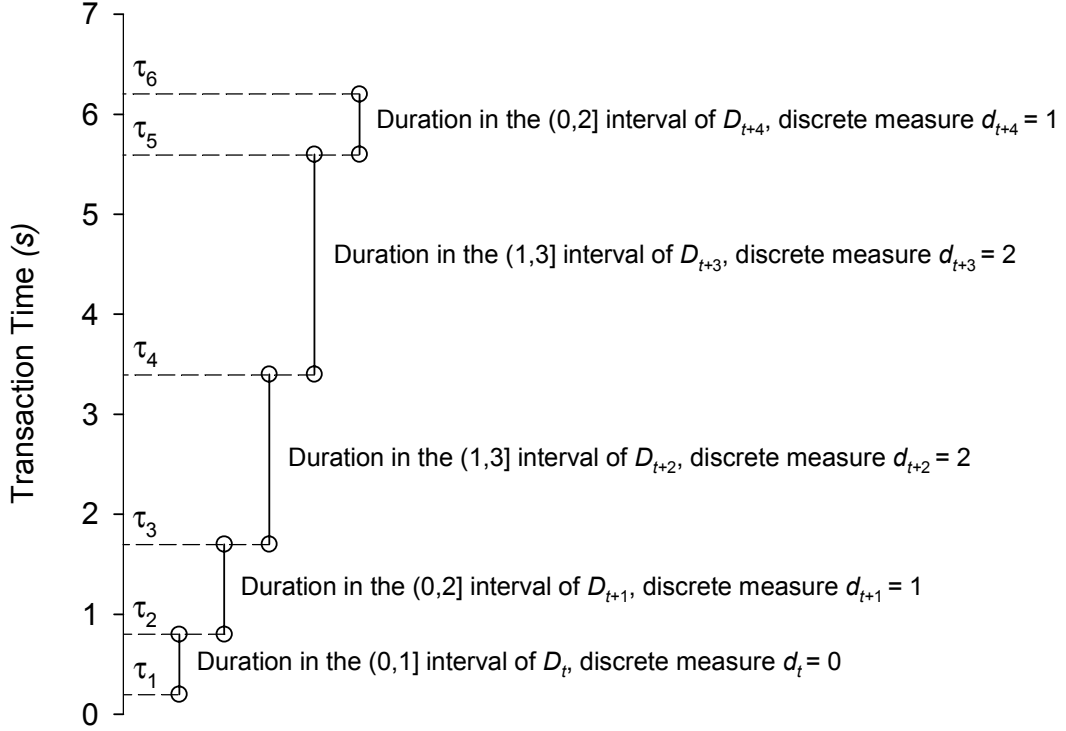 7
τ6
6
Duration in the (0,2] interval of Dt+4, discrete measure dt+4 = 1
τ5
5
Duration in the (1,3] interval of Dt+3, discrete measure dt+3 = 2
4
τ4
Transaction Time (s)
3
Duration in the (1,3] interval of Dt+2, discrete measure dt+2 = 2
2
τ3
Duration in the (0,2] interval of Dt+1, discrete measure dt+1 = 1
1
τ2
Duration in the (0,1] interval of Dt, discrete measure dt = 0
τ1
0